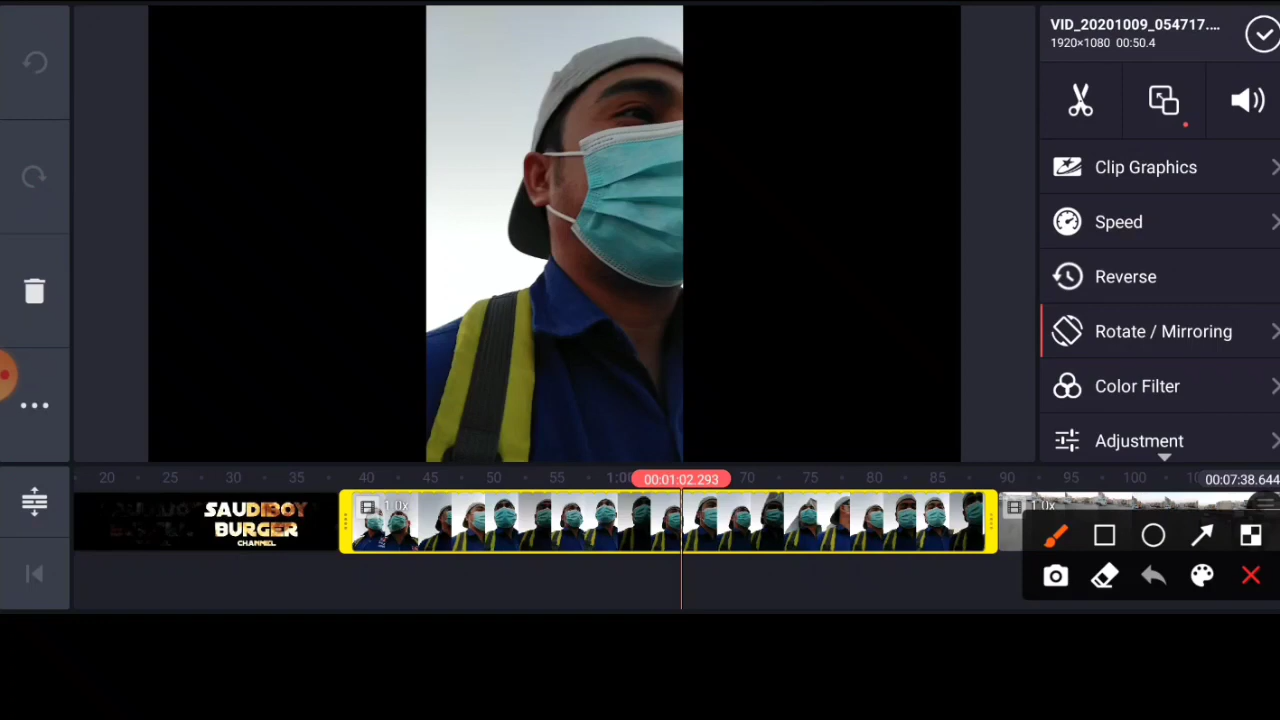 VID_20201009_054717....
1920×1080 00:50.4
Clip Graphics
Speed
Reverse
Rotate / Mirroring
Color Filter
Adjustment
20 25 30 35 40 45 50 55 1:00 00:01:02.293 70 75 80 85 90 95 100 00:07:38.644
SAUDIBOY
BURGER
CHANNEL
1.0x
1.0x